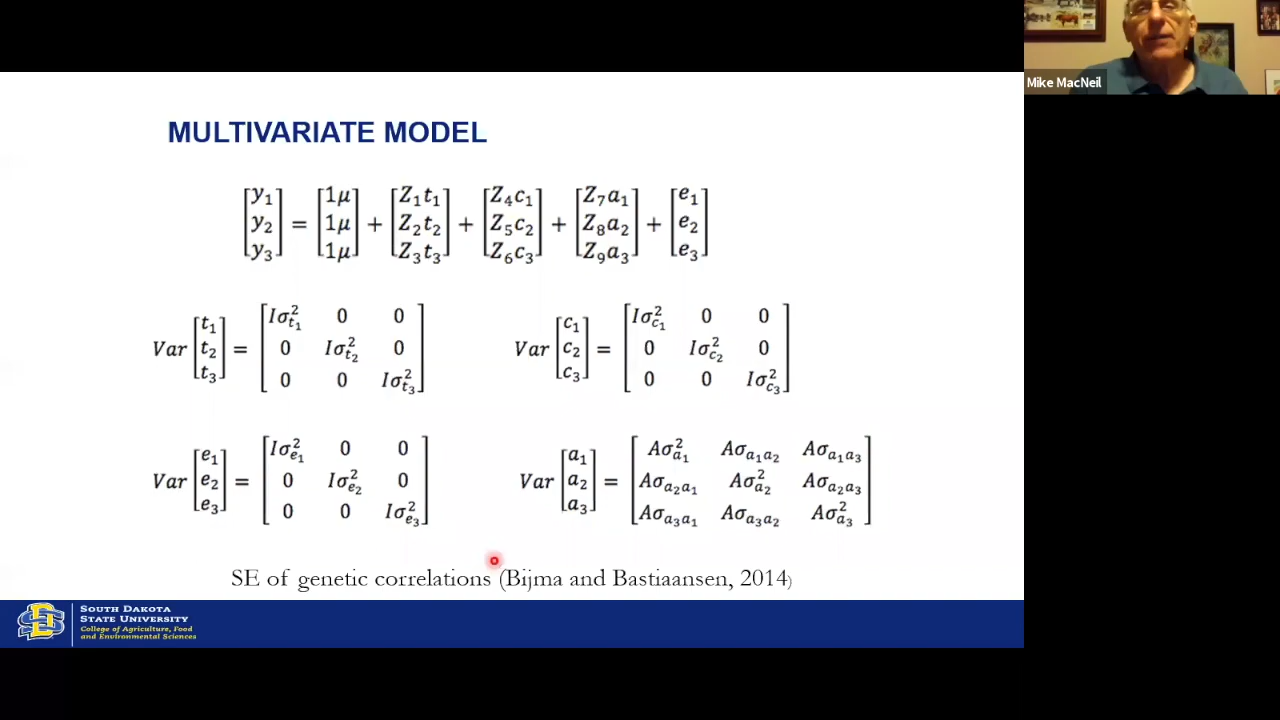 Mike MacNeil
MULTIVARIATE MODEL
[y₁] = [1μ] + [Z₁t₁] + [Z₄c₁] + [Z₇a₁] + [e₁]
[y₂] = [1μ] + [Z₂t₂] + [Z₅c₂] + [Z₈a₂] + [e₂]
[y₃] = [1μ] + [Z₃t₃] + [Z₆c₃] + [Z₉a₃] + [e₃]
Var [t₁ t₂ t₃] =
Iσ²t₁ 0 0
0 Iσ²t₂ 0
0 0 Iσ²t₃
Var [c₁ c₂ c₃] =
Iσ²c₁ 0 0
0 Iσ²c₂ 0
0 0 Iσ²c₃
Var [e₁ e₂ e₃] =
Iσ²e₁ 0 0
0 Iσ²e₂ 0
0 0 Iσ²e₃
Var [a₁ a₂ a₃] =
Aσ²a₁ Aσa₁a₂ Aσa₁a₃
Aσa₂a₁ Aσ²a₂ Aσa₂a₃
Aσa₃a₁ Aσa₃a₂ Aσ²a₃
SE of genetic correlations (Bijma and Bastiaansen, 2014)
SOUTH DAKOTA
STATE UNIVERSITY
College of Agriculture, Food
and Environmental Sciences